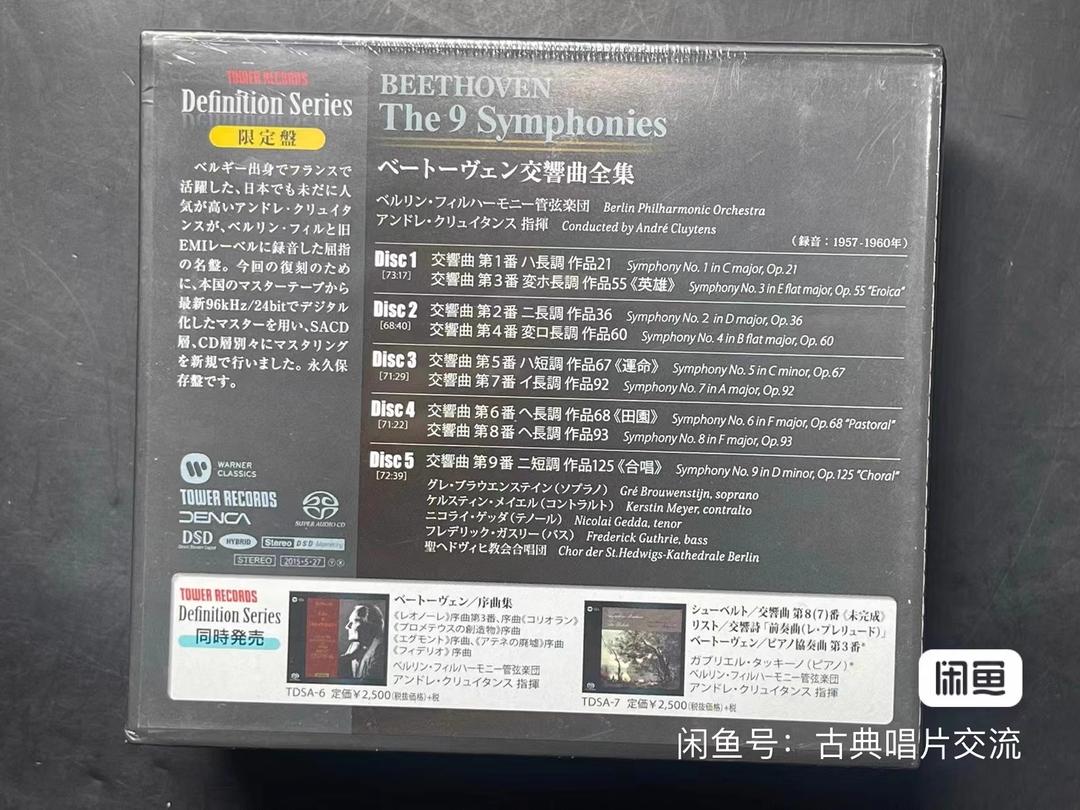 TOWER RECORDS
Definition Series
限定盤
ベルギー出身でフランスで
活躍した、日本でも未だに人
気が高いアンドレ・クリュイタ
ンスが、ベルリン・フィルと旧
EMIレーベルに録音した屈指
の名盤。今回の復刻のため
に、本国のマスターテープから
最新96kHz/24bitでデジタル
化したマスターを用い、SACD
層、CD層別々にマスタリング
を新規で行いました。永久保
存盤です。
BEETHOVEN
The 9 Symphonies
ベートーヴェン交響曲全集
ベルリン・フィルハーモニー管弦楽団 Berlin Philharmonic Orchestra
アンドレ・クリュイタンス 指揮 Conducted by André Cluytens
(録音:1957-1960年)
Disc 1 交響曲 第1番 ハ長調 作品21 Symphony No. 1 in C major, Op.21
[73:17] 交響曲 第3番 変ホ長調 作品55《英雄》 Symphony No. 3 in E flat major, Op. 55 "Eroica"
Disc 2 交響曲 第2番 ニ長調 作品36 Symphony No. 2 in D major, Op.36
[68:40] 交響曲 第4番 変ロ長調 作品60 Symphony No. 4 in B flat major, Op. 60
Disc 3 交響曲 第5番 ハ短調 作品67《運命》 Symphony No. 5 in C minor, Op.67
[71:29] 交響曲 第7番 イ長調 作品92 Symphony No. 7 in A major, Op.92
Disc 4 交響曲 第6番 ヘ長調 作品68《田園》 Symphony No. 6 in F major, Op.68 "Pastoral"
[71:22] 交響曲 第8番 ヘ長調 作品93 Symphony No. 8 in F major, Op.93
Disc 5 交響曲 第9番 ニ短調 作品125《合唱》 Symphony No. 9 in D minor, Op.125 "Choral"
[72:39]
グレ・ブラウエンステイン(ソプラノ) Gré Brouwenstijn, soprano
ケルスティン・メイエル(コントラルト) Kerstin Meyer, contralto
ニコライ・ゲッダ(テノール) Nicolai Gedda, tenor
フレデリック・ガスリー(バス) Frederick Guthrie, bass
聖ヘドヴィヒ教会合唱団 Chor der St.Hedwigs-Kathedrale Berlin
WARNER
CLASSICS
TOWER RECORDS
DENCA
SUPER AUDIO CD
DSD HYBRID Stereo DSD Mastering
Direct Stream Digital
STEREO 2015・5・27
TOWER RECORDS
Definition Series
同時発売
ベートーヴェン/序曲集
《レオノーレ》序曲第3番、序曲《コリオラン》
《プロメテウスの創造物》序曲
《エグモント》序曲、《アテネの廃墟》序曲
《フィデリオ》序曲
ベルリン・フィルハーモニー管弦楽団
アンドレ・クリュイタンス 指揮
TDSA-6 定価¥2,500(税抜価格)+税
シューベルト/交響曲 第8(7)番《未完成》
リスト/交響詩「前奏曲(レ・プレリュード)」
ベートーヴェン/ピアノ協奏曲 第3番*
ガブリエル・タッキーノ(ピアノ)*
ベルリン・フィルハーモニー管弦楽団
アンドレ・クリュイタンス 指揮
TDSA-7 定価¥2,500(税抜価格)+税
闲鱼
闲鱼号：古典唱片交流